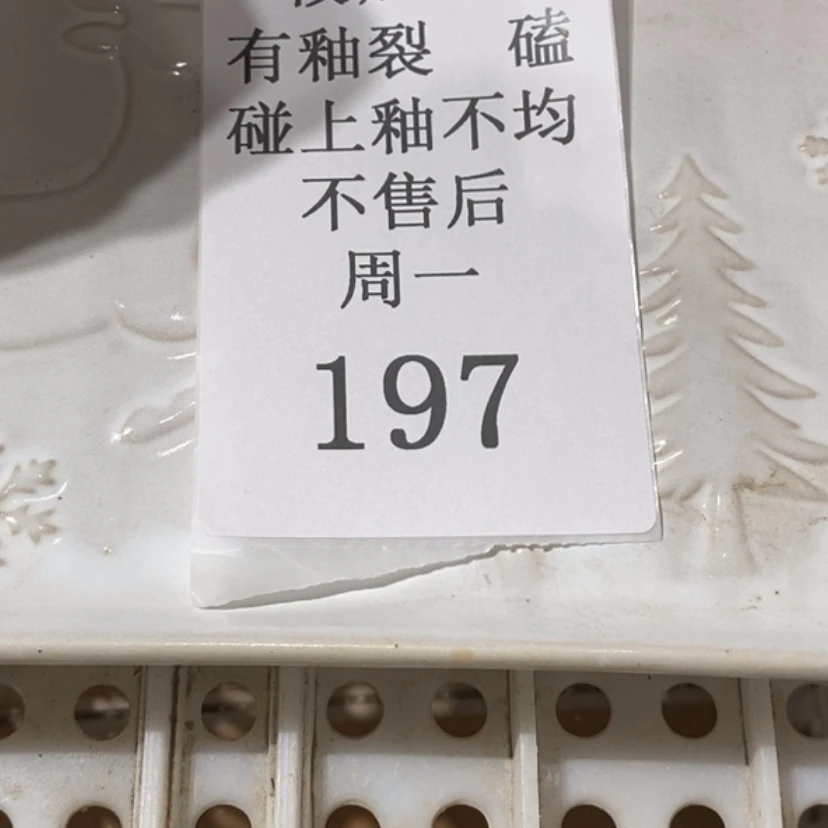 有釉裂 磕
碰上釉不均
不售后
周一
197